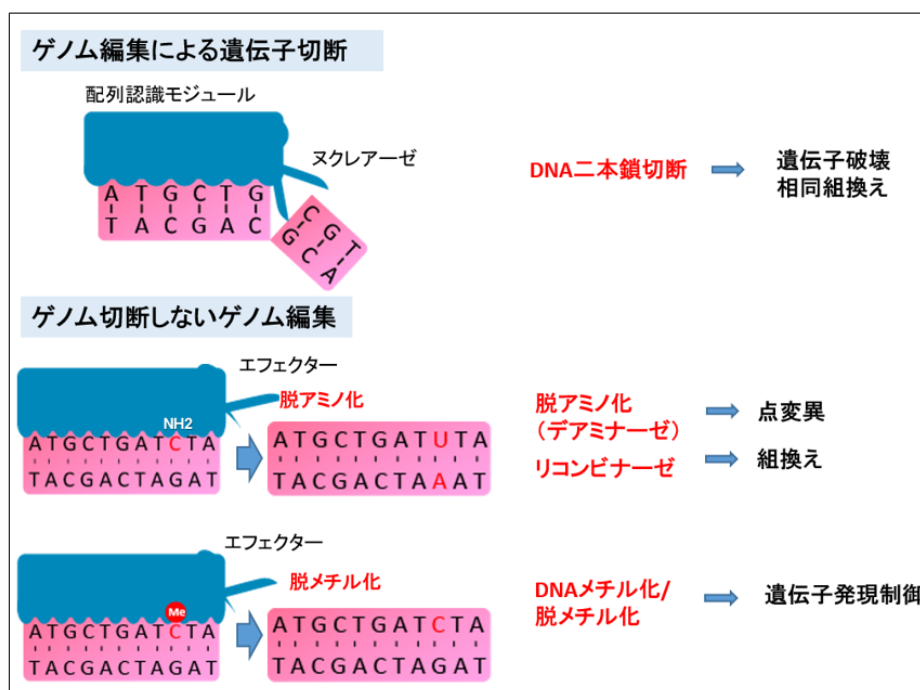 ゲノム編集による遺伝子切断
配列認識モジュール
ヌクレアーゼ
A T G C T G
T A C G A C
C G T
G C A
DNA二本鎖切断
遺伝子破壊
相同組換え
ゲノム切断しないゲノム編集
エフェクター
脱アミノ化
NH2
ATGCTGATCTA
TACGACTAGAT
ATGCTGATUTA
TACGACTAAAT
脱アミノ化
(デアミナーゼ)
点変異
リコンビナーゼ
組換え
エフェクター
脱メチル化
Me
ATGCTGATCTA
TACGACTAGAT
ATGCTGATCTA
TACGACTAGAT
DNAメチル化/
脱メチル化
遺伝子発現制御